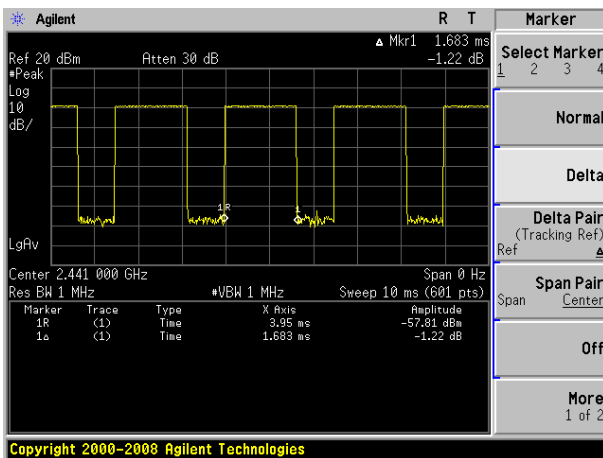 Agilent R T
Δ Mkr1 1.683 ms
Ref 20 dBm Atten 30 dB -1.22 dB
#Peak
Log
10
dB/
1R
1
LgAv
Center 2.441 000 GHz Span 0 Hz
Res BW 1 MHz #VBW 1 MHz Sweep 10 ms (601 pts)
Marker Trace Type X Axis Amplitude
1R (1) Time 3.95 ms -57.81 dBm
1Δ (1) Time 1.683 ms -1.22 dB
Copyright 2000-2008 Agilent Technologies
Marker
Select Marker
1 2 3 4
Normal
Delta
Delta Pair
(Tracking Ref)
Ref Δ
Span Pair
Span Center
Off
More
1 of 2